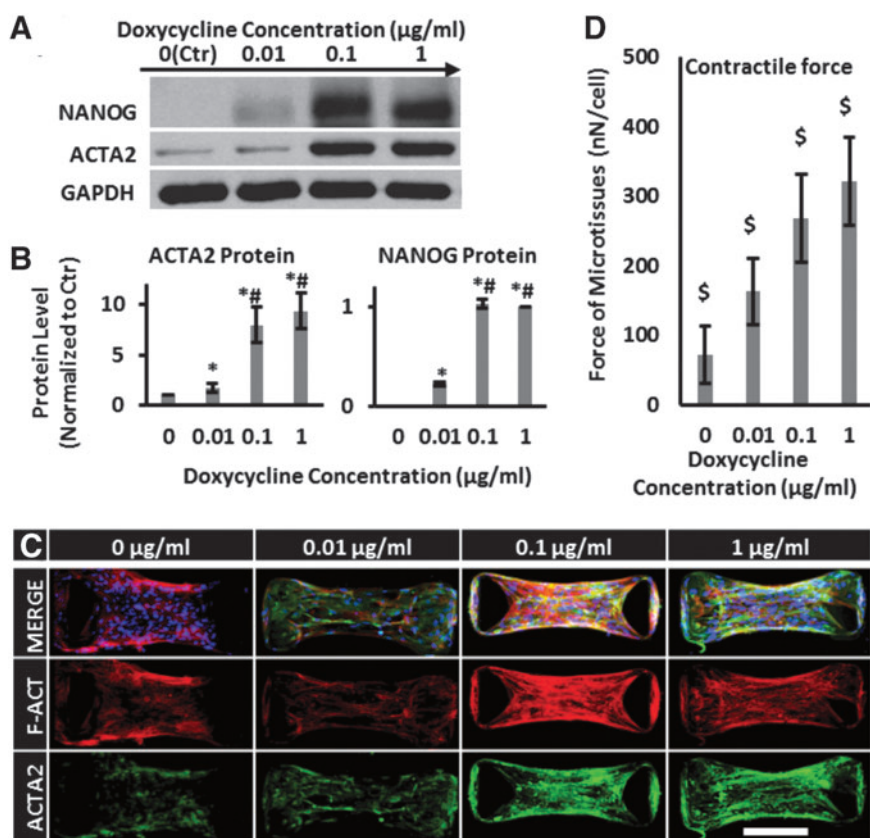 A
Doxycycline Concentration (µg/ml)
0(Ctr) 0.01 0.1 1
NANOG
ACTA2
GAPDH
B
ACTA2 Protein
NANOG Protein
Protein Level
(Normalized to Ctr)
10
5
0
* *# *#
0 0.01 0.1 1
1
0
* *# *#
0 0.01 0.1 1
Doxycycline Concentration (µg/ml)
D
Contractile force
Force of Microtissues (nN/cell)
500
400
300
200
100
0
$ $ $ $
0 0.01 0.1 1
Doxycycline
Concentration (µg/ml)
C
0 µg/ml 0.01 µg/ml 0.1 µg/ml 1 µg/ml
MERGE
F-ACT
ACTA2